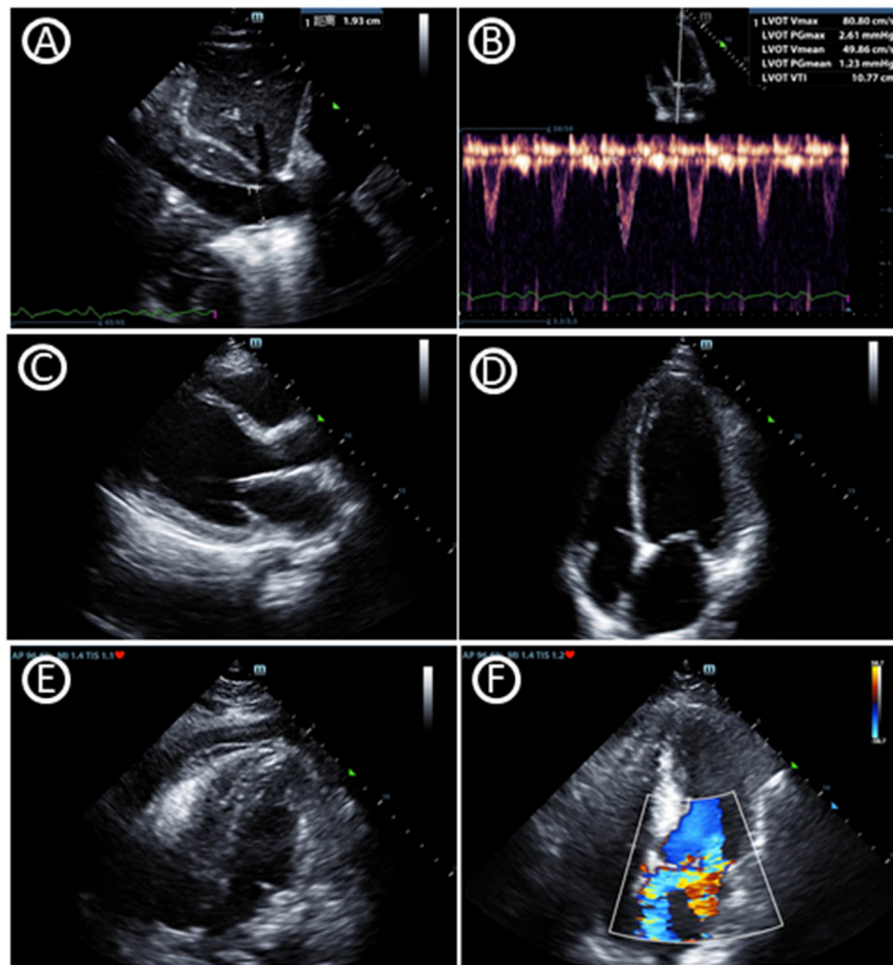 A
1 距离 1.93 cm
B
1 LVOT Vmax 80.80 cm/
LVOT PGmax 2.61 mmHg
LVOT Vmean 49.86 cm/
LVOT PGmean 1.23 mmHg
LVOT VTI 10.77 cm
C
D
E
MI 1.4 TIS 1.1
F
MI 1.4 TIS 1.2